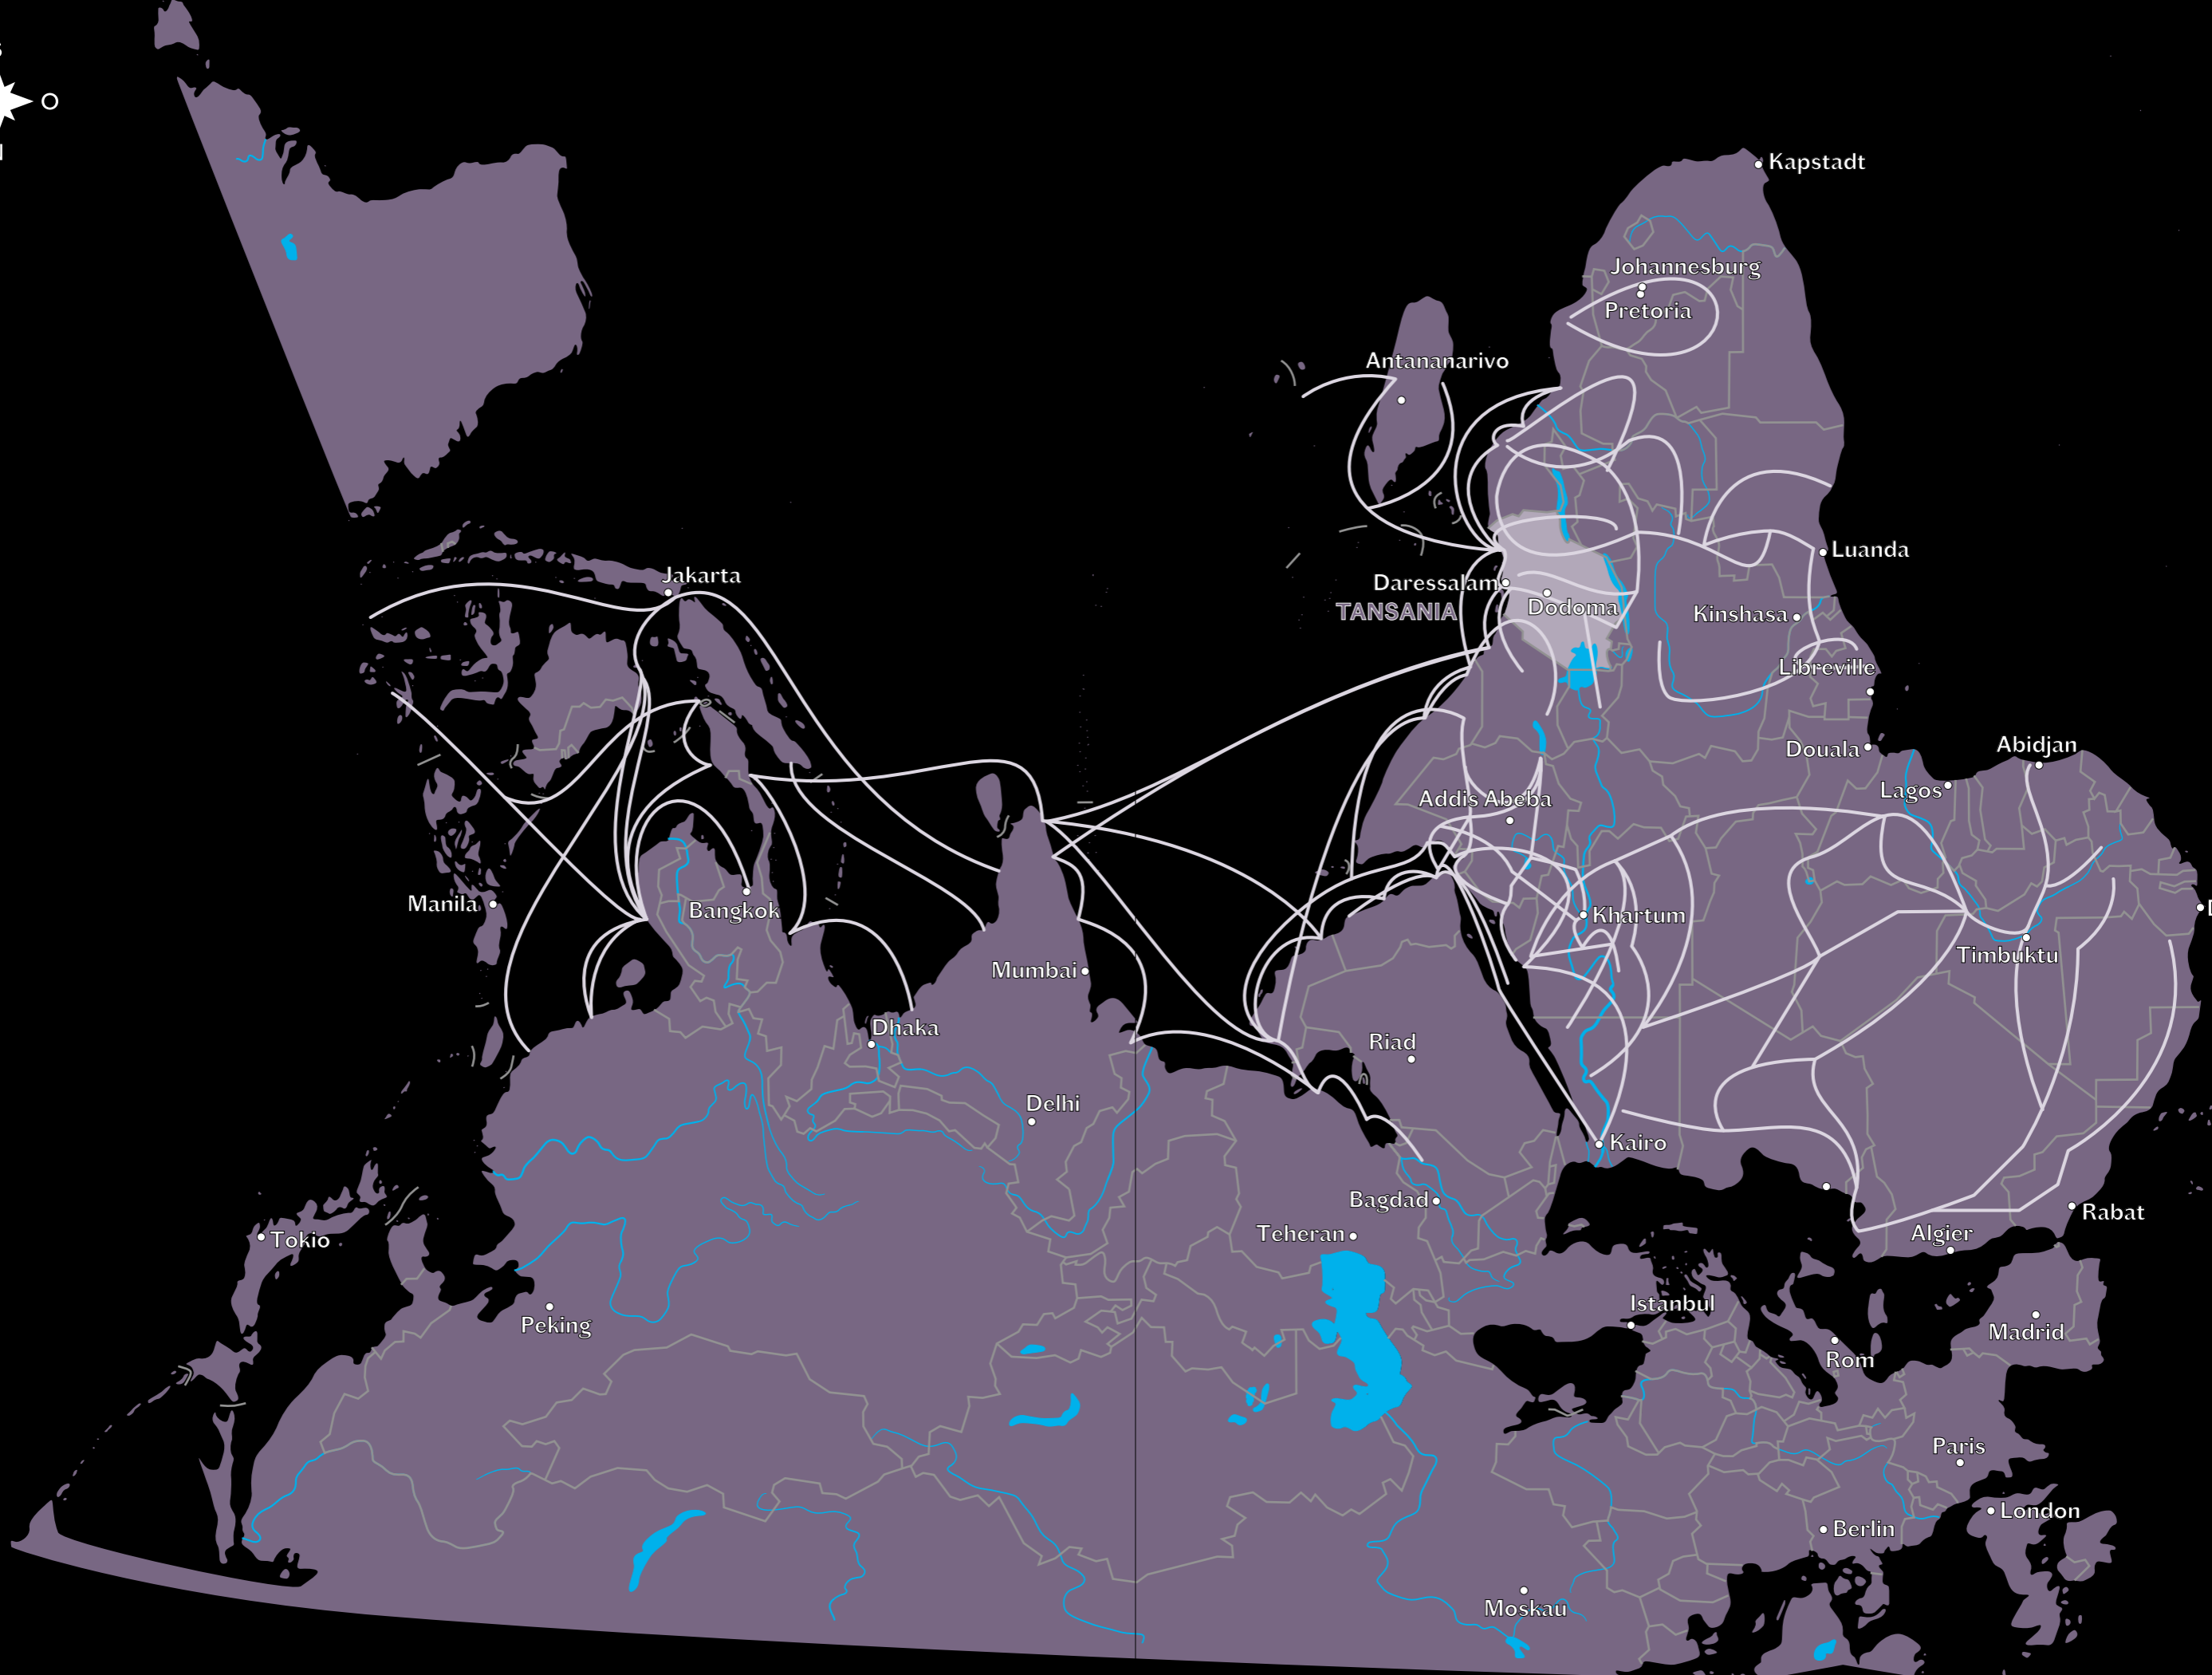 O
Kapstadt
Johannesburg
Pretoria
Antananarivo
Luanda
Jakarta
Daressalam
Dodoma
TANSANIA
Kinshasa
Libreville
Douala
Abidjan
Lagos
Addis Abeba
Manila
Bangkok
Khartum
Timbuktu
Mumbai
Dhaka
Riad
Delhi
Kairo
Bagdad
Rabat
Teheran
Algier
Tokio
Istanbul
Peking
Madrid
Rom
Paris
London
Berlin
Moskau